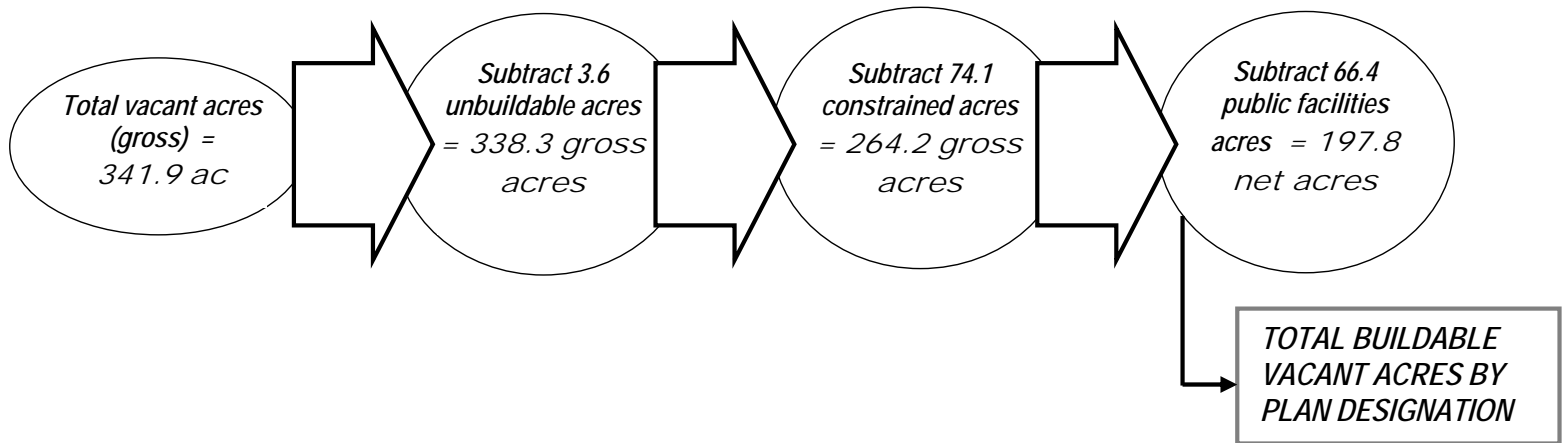 Total vacant acres
(gross) =
341.9 ac
Subtract 3.6
unbuildable acres
= 338.3 gross
acres
Subtract 74.1
constrained acres
= 264.2 gross
acres
Subtract 66.4
public facilities
acres = 197.8
net acres
TOTAL BUILDABLE
VACANT ACRES BY
PLAN DESIGNATION